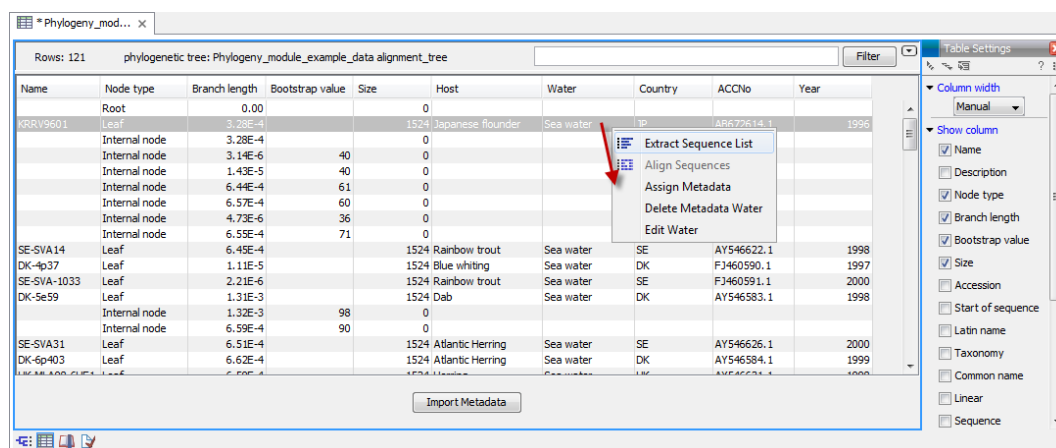 * Phylogeny_mod...
Rows: 121 phylogenetic tree: Phylogeny_module_example_data alignment_tree Filter
Table Settings
Name Node type Branch length Bootstrap value Size Host Water Country ACCNo Year
Root 0.00 0
KRRV9601 Leaf 3.28E-4 1524 Japanese flounder Sea water JP AB672614.1 1996
Internal node 3.28E-4 0
Internal node 3.14E-6 40 0
Internal node 1.43E-5 40 0
Internal node 6.44E-4 61 0
Internal node 6.57E-4 60 0
Internal node 4.73E-6 36 0
Internal node 6.55E-4 71 0
SE-SVA14 Leaf 6.45E-4 1524 Rainbow trout Sea water SE AY546622.1 1998
DK-4p37 Leaf 1.11E-5 1524 Blue whiting Sea water DK FJ460590.1 1997
SE-SVA-1033 Leaf 2.21E-6 1524 Rainbow trout Sea water SE FJ460591.1 2000
DK-5e59 Leaf 1.31E-3 1524 Dab Sea water DK AY546583.1 1998
Internal node 1.32E-3 98 0
Internal node 6.59E-4 90 0
SE-SVA31 Leaf 6.51E-4 1524 Atlantic Herring Sea water SE AY546626.1 2000
DK-6p403 Leaf 6.62E-4 1524 Atlantic Herring Sea water DK AY546584.1 1999
Extract Sequence List
Align Sequences
Assign Metadata
Delete Metadata Water
Edit Water
Import Metadata
?
Column width
Manual
Show column
Name
Description
Node type
Branch length
Bootstrap value
Size
Accession
Start of sequence
Latin name
Taxonomy
Common name
Linear
Sequence